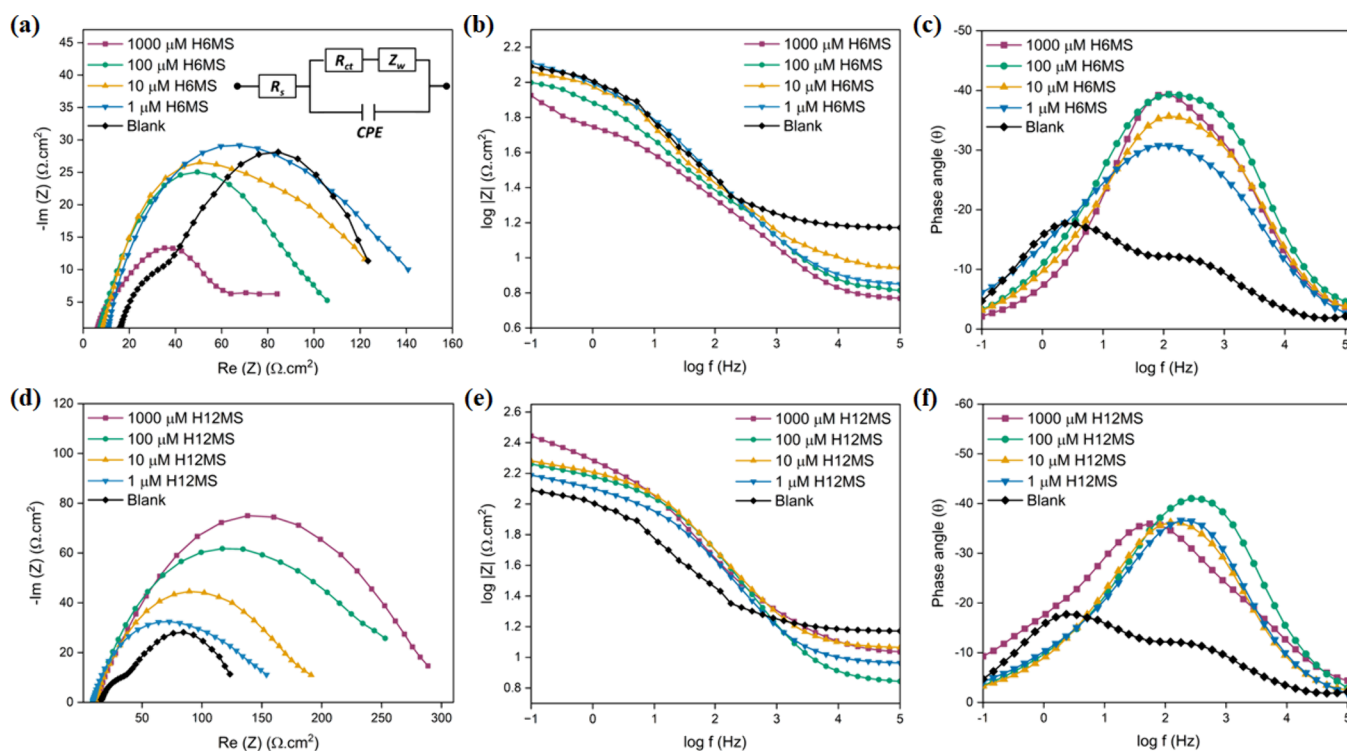 (a)
-Im (Z) (Ω.cm²)
-45
-40
35
30
25
20
15
10
5
1000 µM H6MS
100 µM H6MS
10 µM H6MS
1 µM H6MS
Blank
Rs
Rct
Zw
CPE
0 20 40 60 80 100 120 140 160
Re (Z) (Ω.cm²)
(b)
log |Z| (Ω.cm²)
2.2
2.0
1.8
1.6
1.4
1.2
1.0
0.8
0.6
1000 µM H6MS
100 µM H6MS
10 µM H6MS
1 µM H6MS
Blank
-1 0 1 2 3 4 5
log f (Hz)
(c)
Phase angle (θ)
-50
-40
-30
-20
-10
0
1000 µM H6MS
100 µM H6MS
10 µM H6MS
1 µM H6MS
Blank
-1 0 1 2 3 4 5
log f (Hz)
(d)
-Im (Z) (Ω.cm²)
120
100
80
60
40
20
0
1000 µM H12MS
100 µM H12MS
10 µM H12MS
1 µM H12MS
Blank
50 100 150 200 250 300
Re (Z) (Ω.cm²)
(e)
log |Z| (Ω.cm²)
2.6
2.4
2.2
2.0
1.8
1.6
1.4
1.2
1.0
0.8
1000 µM H12MS
100 µM H12MS
10 µM H12MS
1 µM H12MS
Blank
-1 0 1 2 3 4 5
log f (Hz)
(f)
Phase angle (θ)
-60
-50
-40
-30
-20
-10
0
1000 µM H12MS
100 µM H12MS
10 µM H12MS
1 µM H12MS
Blank
-1 0 1 2 3 4 5
log f (Hz)